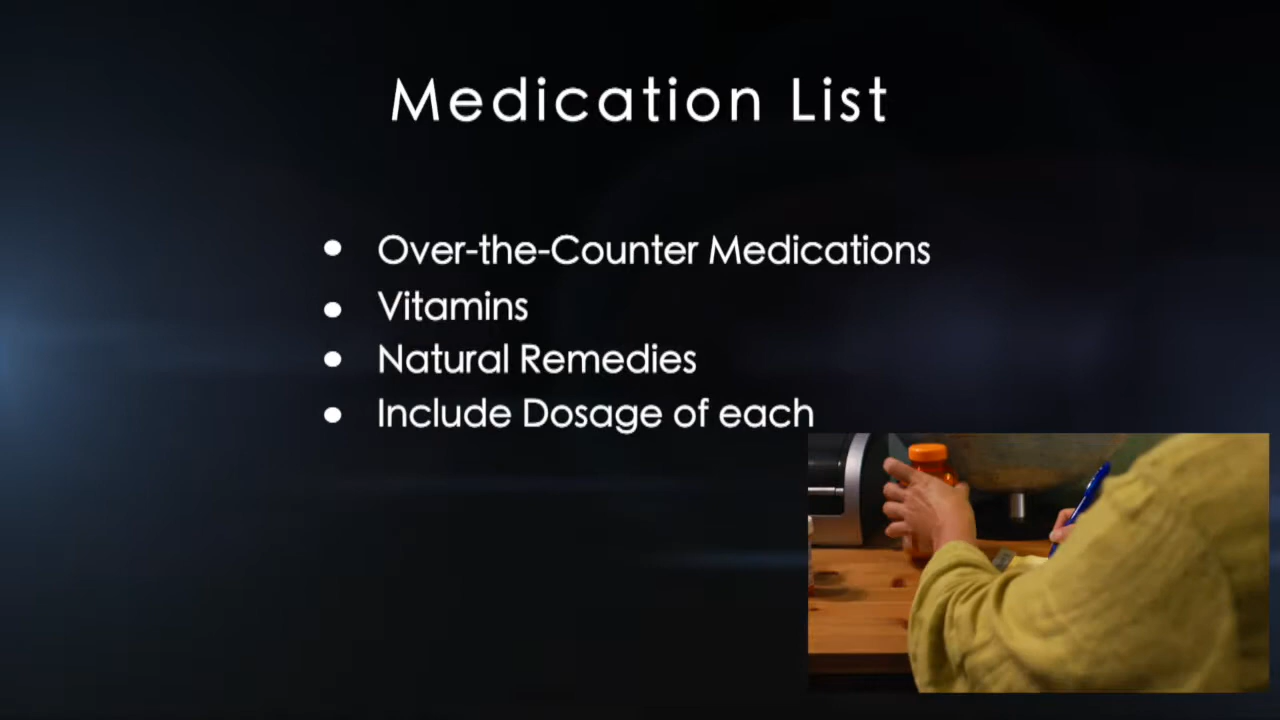 Medication List
• Over-the-Counter Medications
• Vitamins
• Natural Remedies
• Include Dosage of each